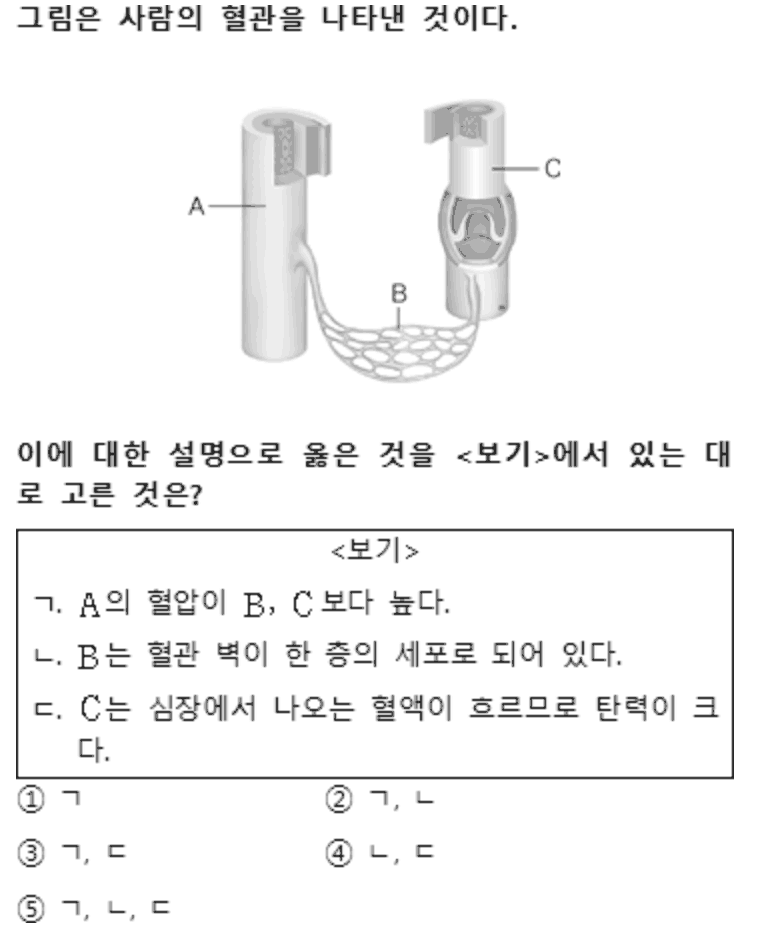 그림은 사람의 혈관을 나타낸 것이다.
A
C
B
이에 대한 설명으로 옳은 것을 <보기>에서 있는 대
로 고른 것은?
<보기>
ㄱ. A의 혈압이 B, C보다 높다.
ㄴ. B는 혈관 벽이 한 층의 세포로 되어 있다.
ㄷ. C는 심장에서 나오는 혈액이 흐르므로 탄력이 크
다.
① ㄱ ② ㄱ, ㄴ
③ ㄱ, ㄷ ④ ㄴ, ㄷ
⑤ ㄱ, ㄴ, ㄷ